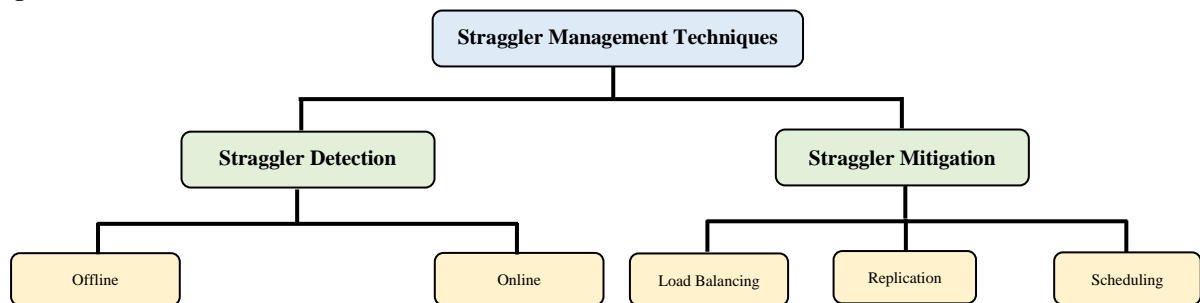 Straggler Management Techniques
Straggler Detection
Straggler Mitigation
Offline
Online
Load Balancing
Replication
Scheduling